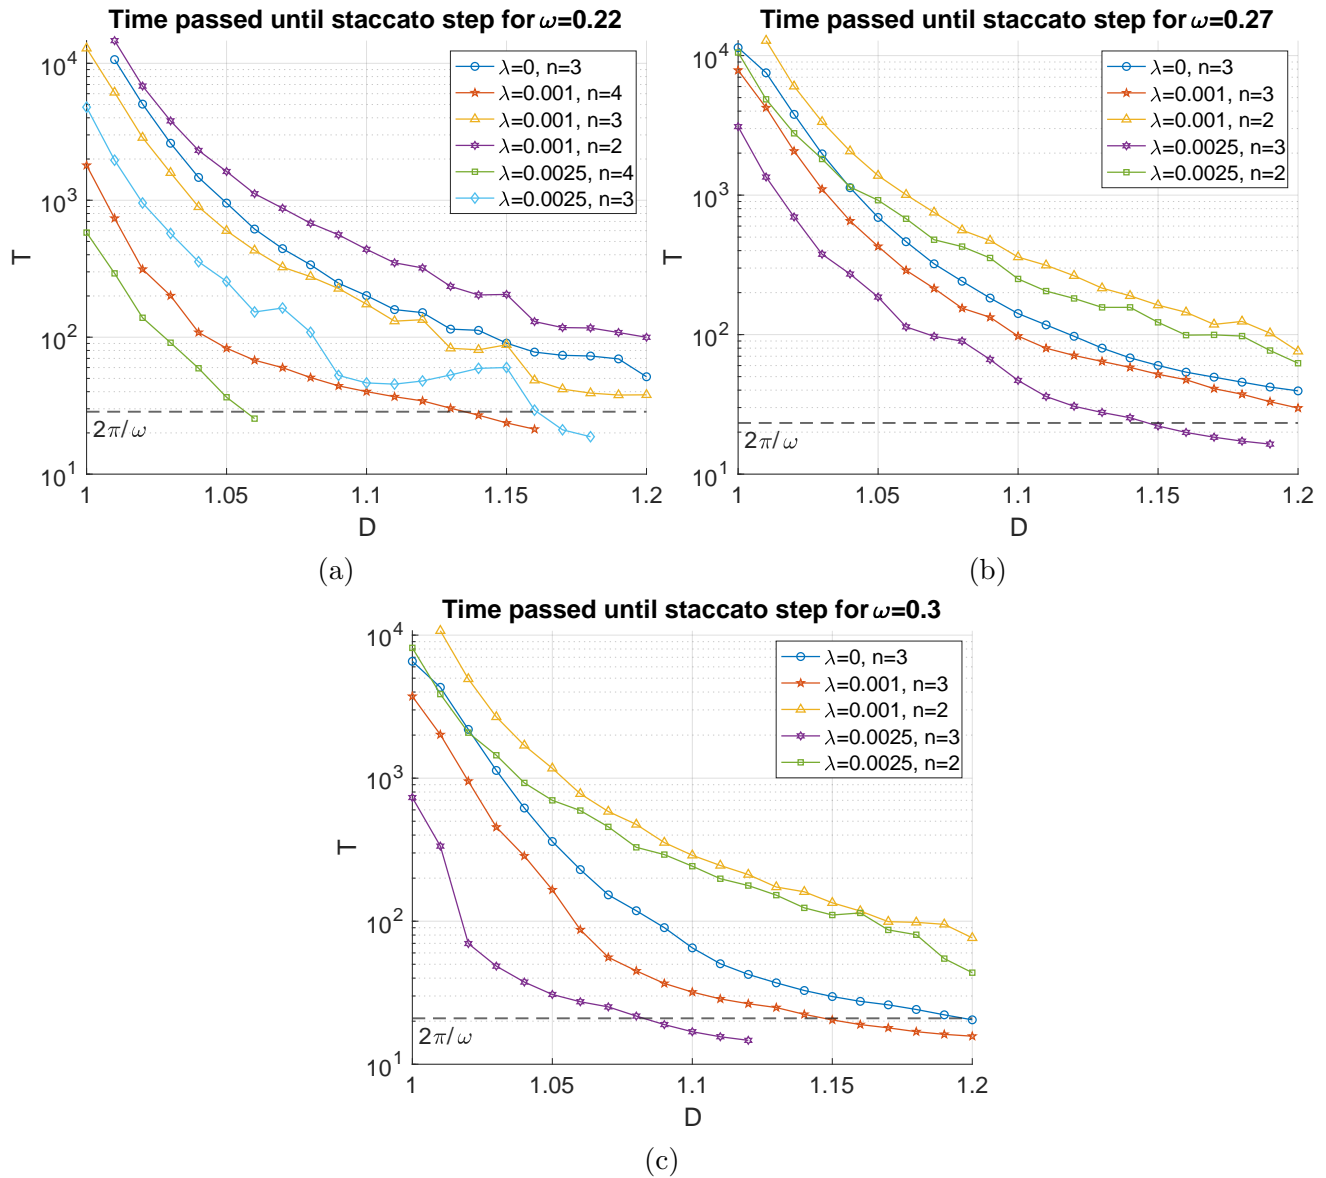 Time passed until staccato step for ω=0.22
T
10^4
10^3
10^2
10^1
λ=0, n=3
λ=0.001, n=4
λ=0.001, n=3
λ=0.001, n=2
λ=0.0025, n=4
λ=0.0025, n=3
2π/ω
1 1.05 1.1 1.15 1.2
D
(a)
Time passed until staccato step for ω=0.27
T
10^4
10^3
10^2
10^1
λ=0, n=3
λ=0.001, n=3
λ=0.001, n=2
λ=0.0025, n=3
λ=0.0025, n=2
2π/ω
1 1.05 1.1 1.15 1.2
D
(b)
Time passed until staccato step for ω=0.3
T
10^4
10^3
10^2
10^1
λ=0, n=3
λ=0.001, n=3
λ=0.001, n=2
λ=0.0025, n=3
λ=0.0025, n=2
2π/ω
1 1.05 1.1 1.15 1.2
D
(c)